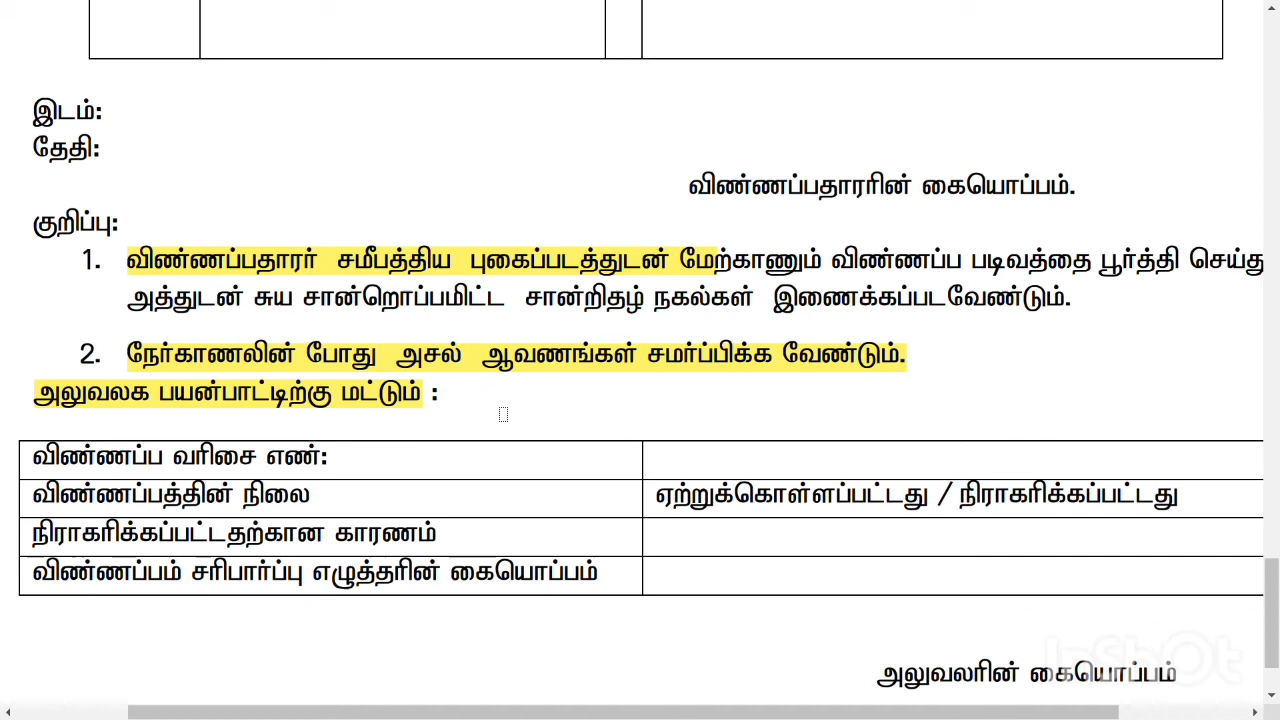 இடம்:
தேதி:
விண்ணப்பதாரரின் கையொப்பம்.
குறிப்பு:
1. விண்ணப்பதாரர் சமீபத்திய புகைப்படத்துடன் மேற்காணும் விண்ணப்ப படிவத்தை பூர்த்தி செய்து
அத்துடன் சுய சான்றொப்பமிட்ட சான்றிதழ் நகல்கள் இணைக்கப்படவேண்டும்.
2. நேர்காணலின் போது அசல் ஆவணங்கள் சமர்ப்பிக்க வேண்டும்.
அலுவலக பயன்பாட்டிற்கு மட்டும் :
விண்ணப்ப வரிசை எண்:
விண்ணப்பத்தின் நிலை ஏற்றுக்கொள்ளப்பட்டது / நிராகரிக்கப்பட்டது
நிராகரிக்கப்பட்டதற்கான காரணம்
விண்ணப்பம் சரிபார்ப்பு எழுத்தரின் கையொப்பம்
InShOt
அலுவலரின் கையொப்பம்